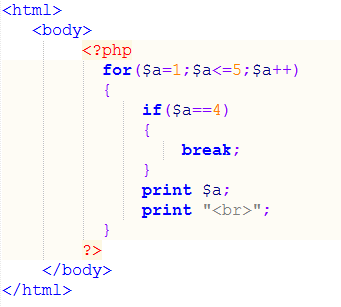 <html>
<body>
<?php
for($a=1;$a<=5;$a++)
{
if($a==4)
{
break;
}
print $a;
print "<br>";
}
?>
</body>
</html>